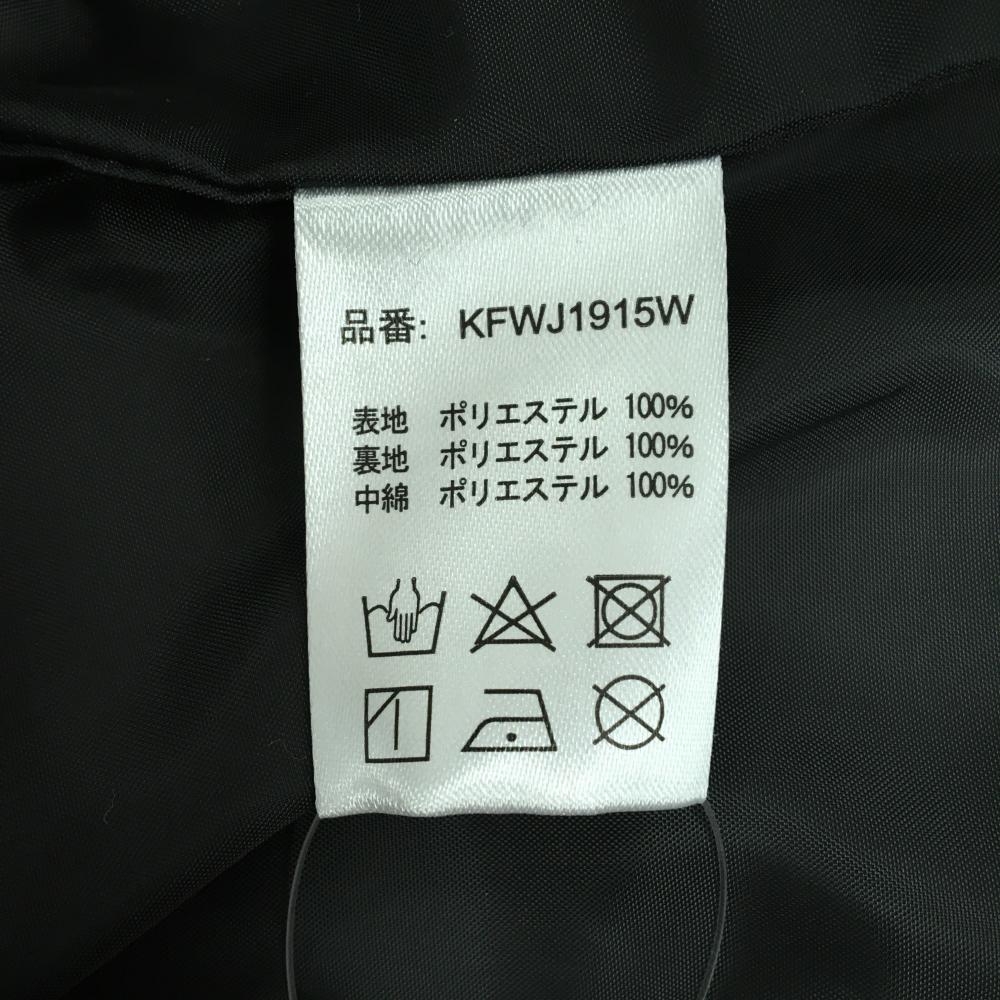 品番: KFWJ1915W
表地 ポリエステル 100%
裏地 ポリエステル 100%
中綿 ポリエステル 100%